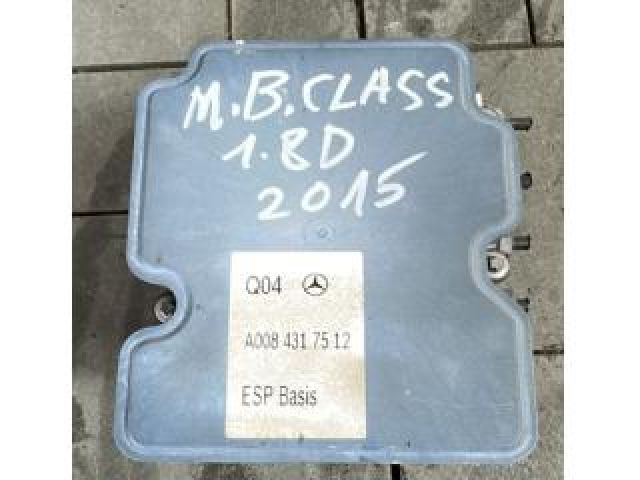 M.B.CLASS
1.8D
2015
Q04
A008 431 75 12
ESP Basis